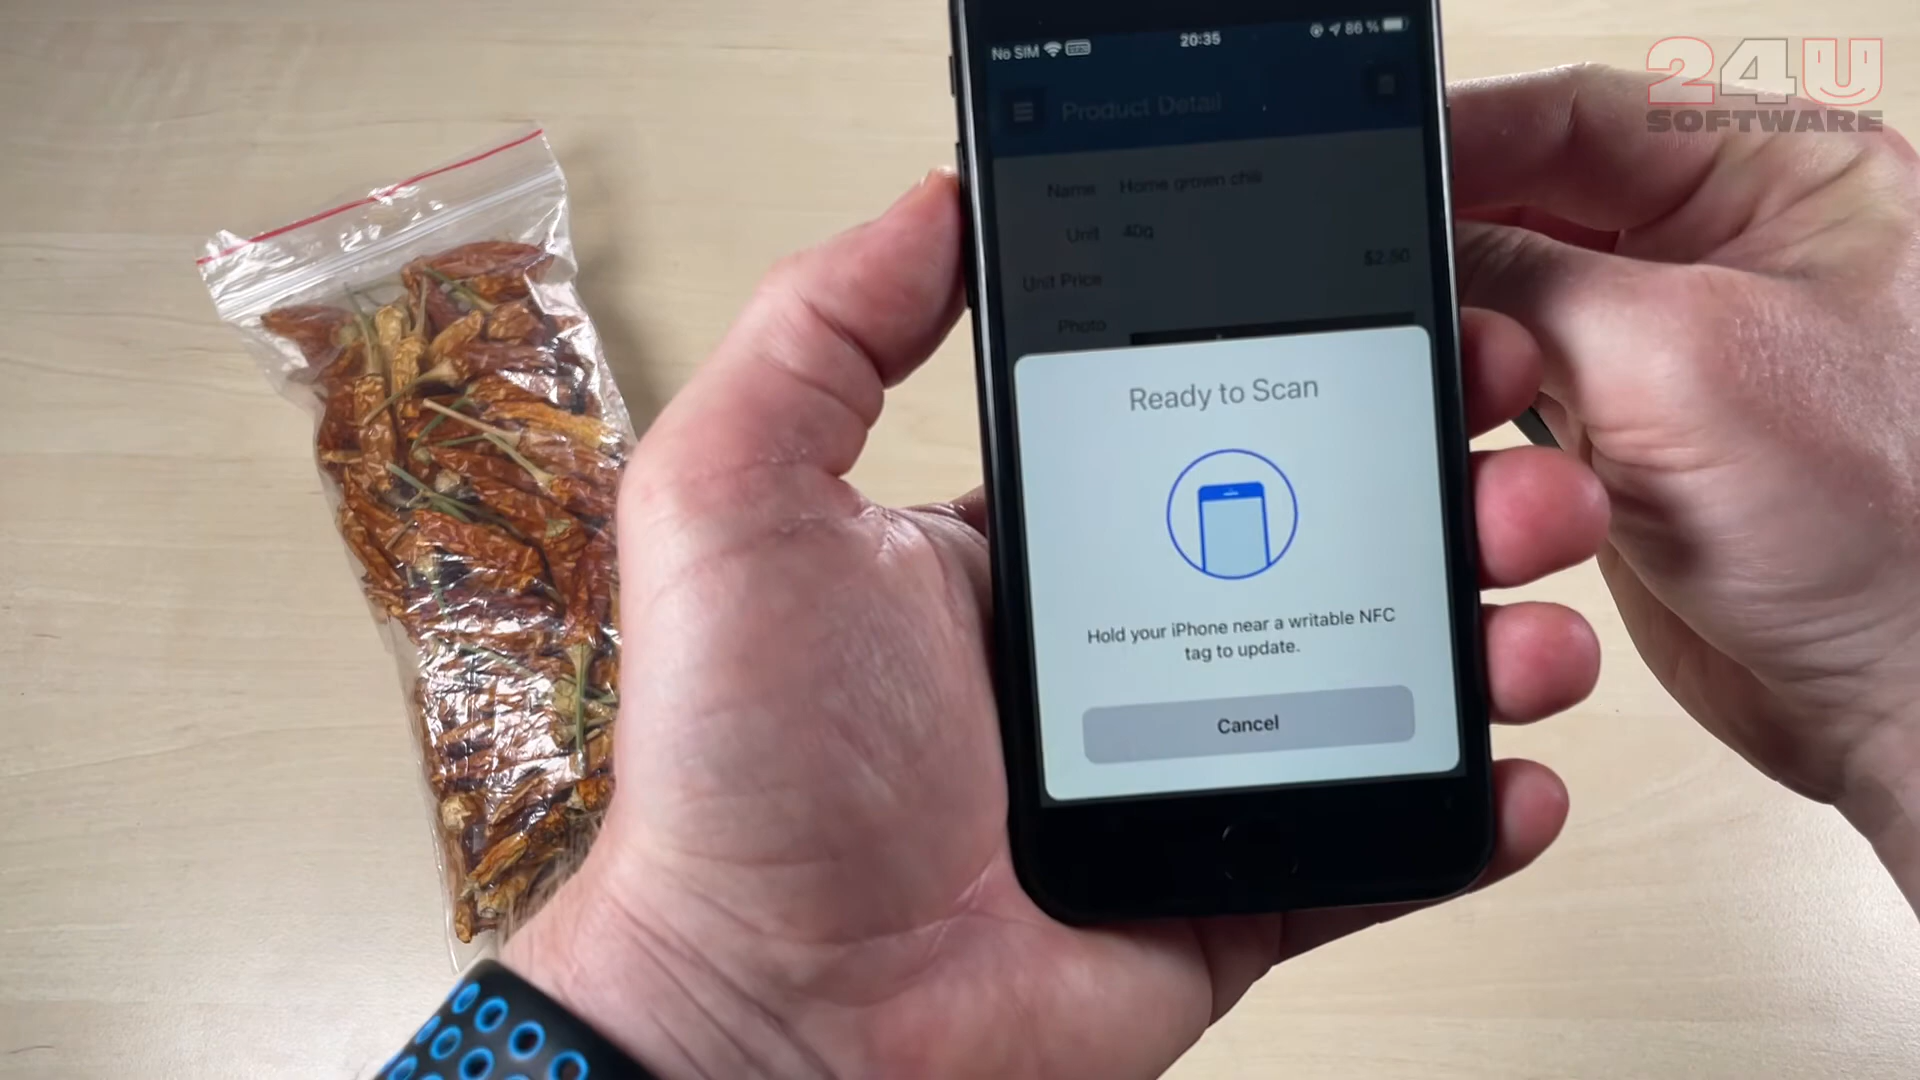 No SIM
20:35
86 %
24U
SOFTWARE
Product Detail
Name Home grown chili
Unit 40g
Unit Price $2.50
Photo
Ready to Scan
Hold your iPhone near a writable NFC
tag to update.
Cancel